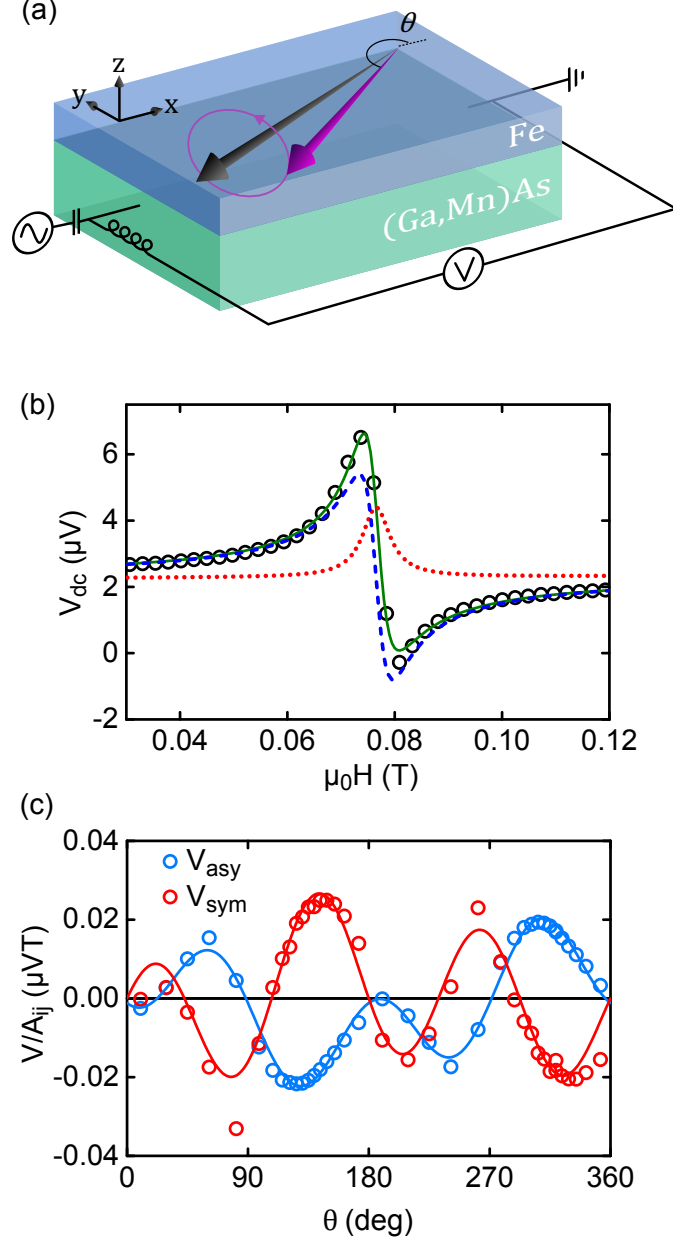 (a)
θ
z
y
x
Fe
(Ga,Mn)As
V
(b)
6
4
2
0
-2
V_dc (µV)
0.04 0.06 0.08 0.10 0.12
µ₀H (T)
(c)
0.04
0.02
0.00
-0.02
-0.04
V/A_ij (µVT)
V_asy
V_sym
0 90 180 270 360
θ (deg)